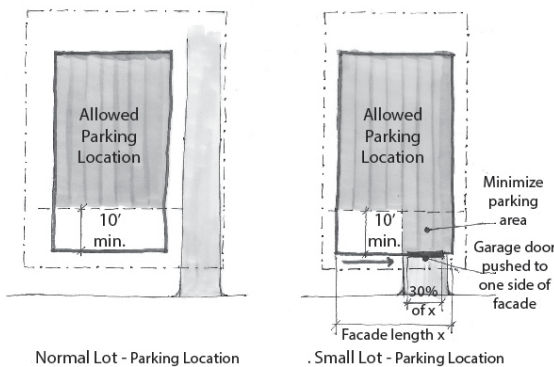 Allowed
Parking
Location
10'
min.
Normal Lot - Parking Location
Allowed
Parking
Location
10'
min.
Minimize
parking
area
Garage door
pushed to
one side of
facade
30%
of x
Facade length x
. Small Lot - Parking Location